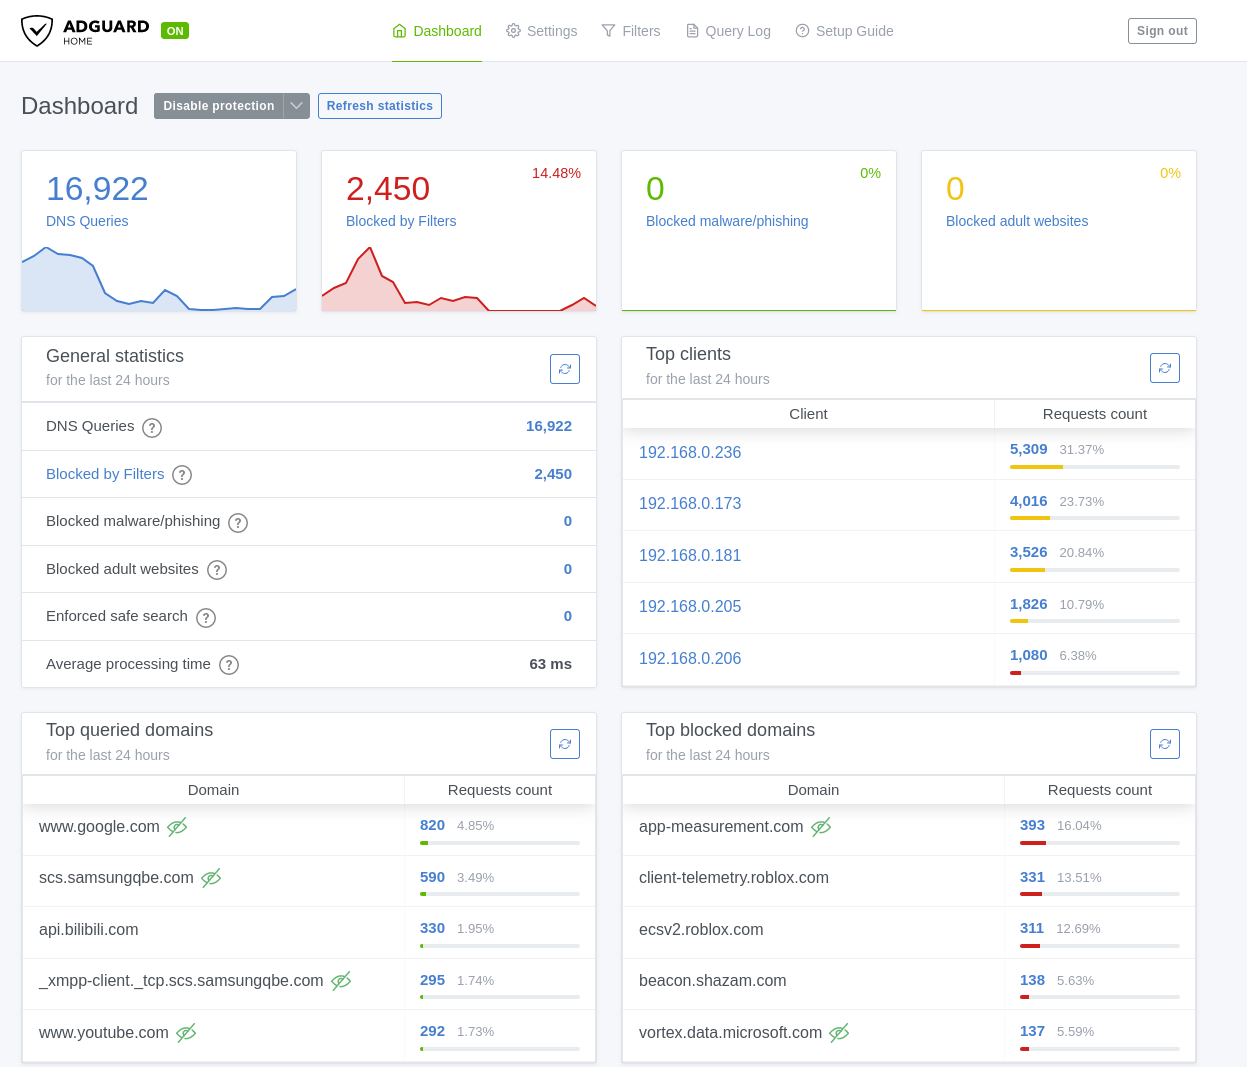 ADGUARD ON
HOME
Dashboard Settings Filters Query Log Setup Guide Sign out
Dashboard Disable protection Refresh statistics
16,922
DNS Queries
2,450 14.48%
Blocked by Filters
0 0%
Blocked malware/phishing
0 0%
Blocked adult websites
General statistics
for the last 24 hours
DNS Queries ? 16,922
Blocked by Filters ? 2,450
Blocked malware/phishing ? 0
Blocked adult websites ? 0
Enforced safe search ? 0
Average processing time ? 63 ms
Top clients
for the last 24 hours
Client Requests count
192.168.0.236 5,309 31.37%
192.168.0.173 4,016 23.73%
192.168.0.181 3,526 20.84%
192.168.0.205 1,826 10.79%
192.168.0.206 1,080 6.38%
Top queried domains
for the last 24 hours
Domain Requests count
www.google.com 820 4.85%
scs.samsungqbe.com 590 3.49%
api.bilibili.com 330 1.95%
_xmpp-client._tcp.scs.samsungqbe.com 295 1.74%
www.youtube.com 292 1.73%
Top blocked domains
for the last 24 hours
Domain Requests count
app-measurement.com 393 16.04%
client-telemetry.roblox.com 331 13.51%
ecsv2.roblox.com 311 12.69%
beacon.shazam.com 138 5.63%
vortex.data.microsoft.com 137 5.59%